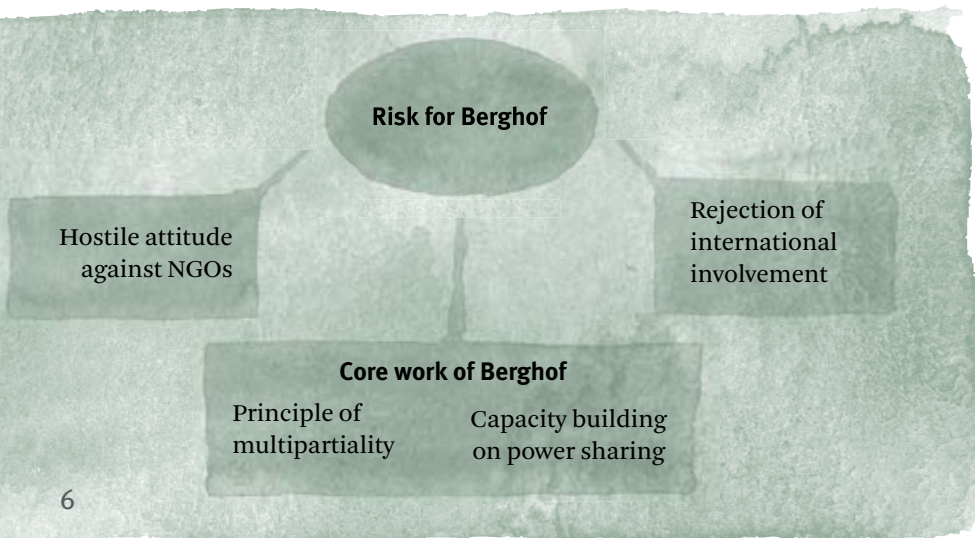 Risk for Berghof
Hostile attitude
against NGOs
Rejection of
international
involvement
Core work of Berghof
Principle of
multipartiality
Capacity building
on power sharing
6